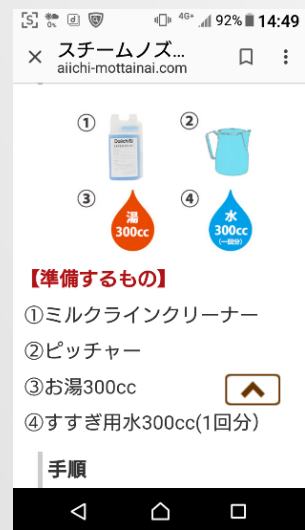 92% 14:49
スチームノズ...
aiichi-mottainai.com
① ②
③ ④
湯
300cc
水
300cc
(一回分)
【準備するもの】
①ミルクラインクリーナー
②ピッチャー
③お湯300cc
④すすぎ用水300cc(1回分)
手順